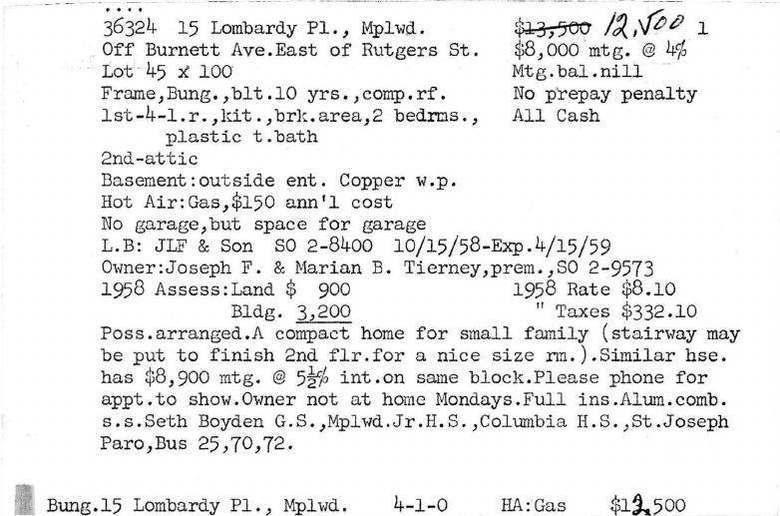 ....
36324 15 Lombardy Pl., Mplwd. $13,500 12,500 1
Off Burnett Ave.East of Rutgers St. $8,000 mtg. @ 4%
Lot 45 x 100 Mtg.bal.nill
Frame,Bung.,blt.10 yrs.,comp.rf. No prepay penalty
1st-4-l.r.,kit.,brk.area,2 bedrms., All Cash
plastic t.bath
2nd-attic
Basement:outside ent. Copper w.p.
Hot Air:Gas,$150 ann'l cost
No garage,but space for garage
L.B: JLF & Son SO 2-8400 10/15/58-Exp.4/15/59
Owner:Joseph F. & Marian B. Tierney,prem.,SO 2-9573
1958 Assess:Land $ 900 1958 Rate $8.10
Bldg. 3,200 " Taxes $332.10
Poss.arranged.A compact home for small family (stairway may
be put to finish 2nd flr.for a nice size rm.).Similar hse.
has $8,900 mtg. @ 5½% int.on same block.Please phone for
appt.to show.Owner not at home Mondays.Full ins.Alum.comb.
s.s.Seth Boyden G.S.,Mplwd.Jr.H.S.,Columbia H.S.,St.Joseph
Paro,Bus 25,70,72.
Bung.15 Lombardy Pl., Mplwd. 4-1-0 HA:Gas $12,500